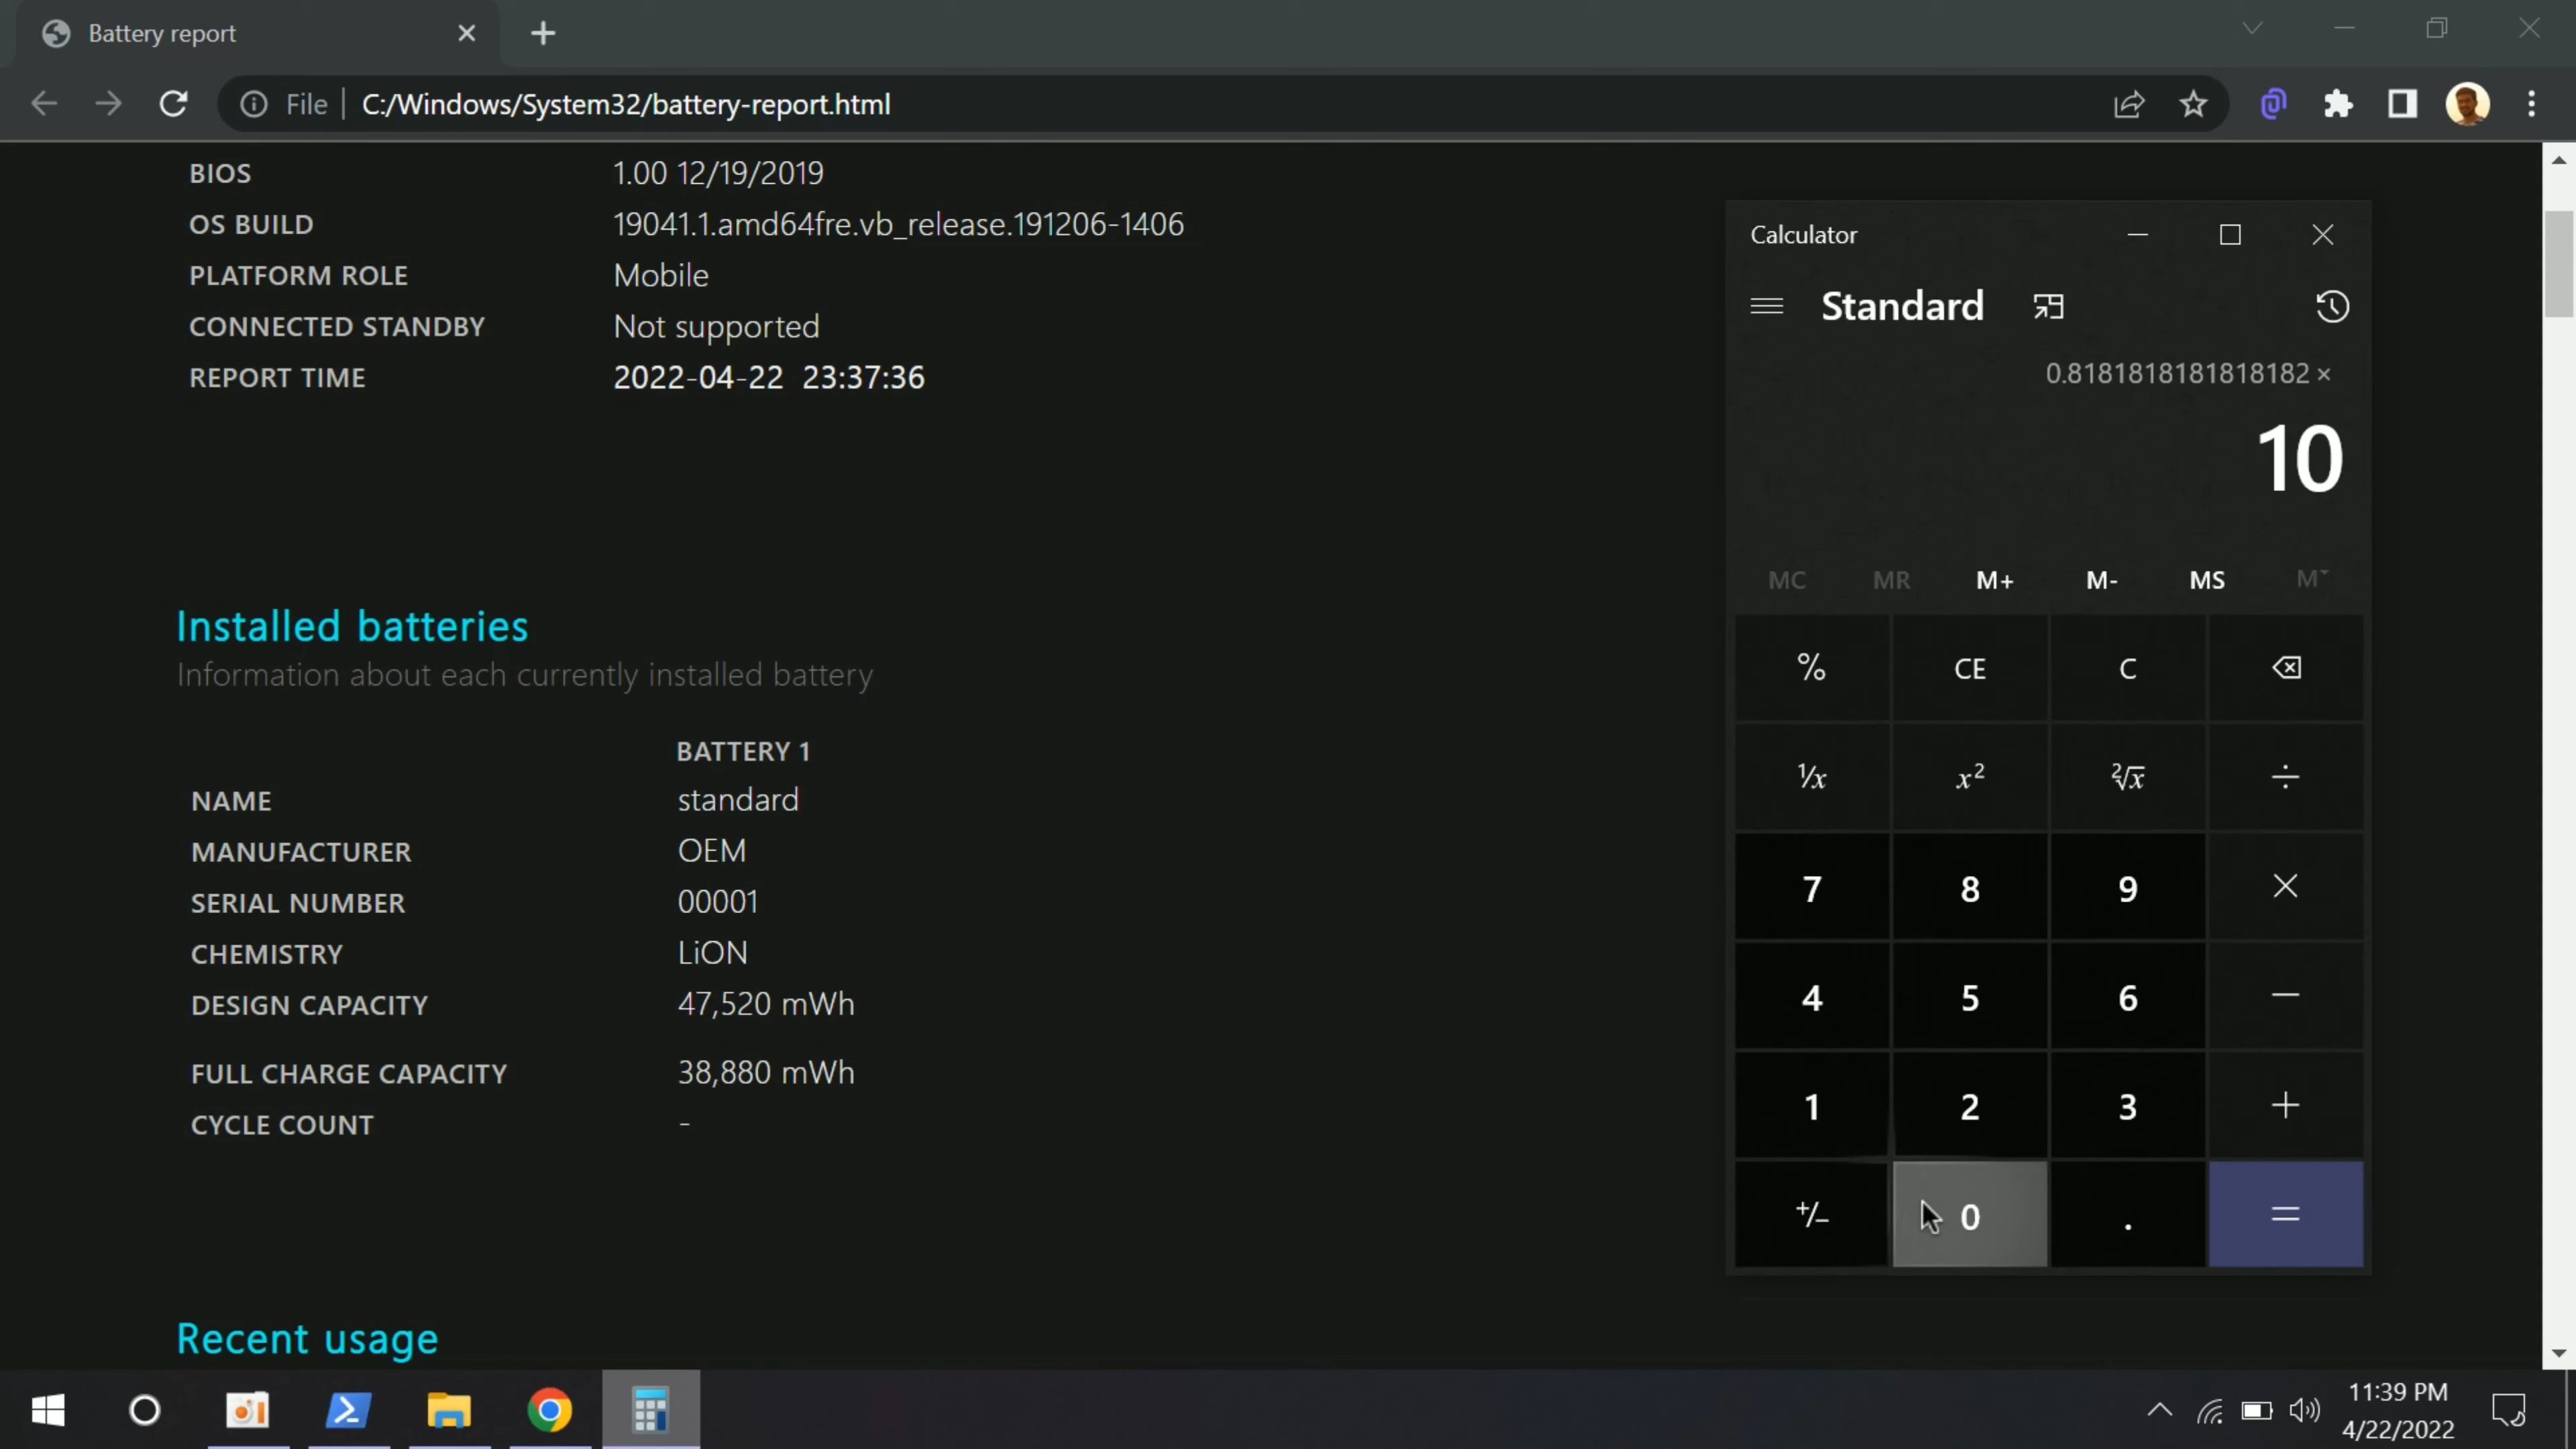 Battery report
File
C:/Windows/System32/battery-report.html
BIOS 1.00 12/19/2019
OS BUILD 19041.1.amd64fre.vb_release.191206-1406
PLATFORM ROLE Mobile
CONNECTED STANDBY Not supported
REPORT TIME 2022-04-22 23:37:36
Installed batteries
Information about each currently installed battery
BATTERY 1
NAME standard
MANUFACTURER OEM
SERIAL NUMBER 00001
CHEMISTRY LiON
DESIGN CAPACITY 47,520 mWh
FULL CHARGE CAPACITY 38,880 mWh
CYCLE COUNT -
Recent usage
Calculator
Standard
0.8181818181818182 ×
10
MC MR M+ M- MS M˅
% CE C
¹/x x² ²√x ÷
7 8 9 ×
4 5 6 −
1 2 3 +
+/− 0 . =
11:39 PM
4/22/2022